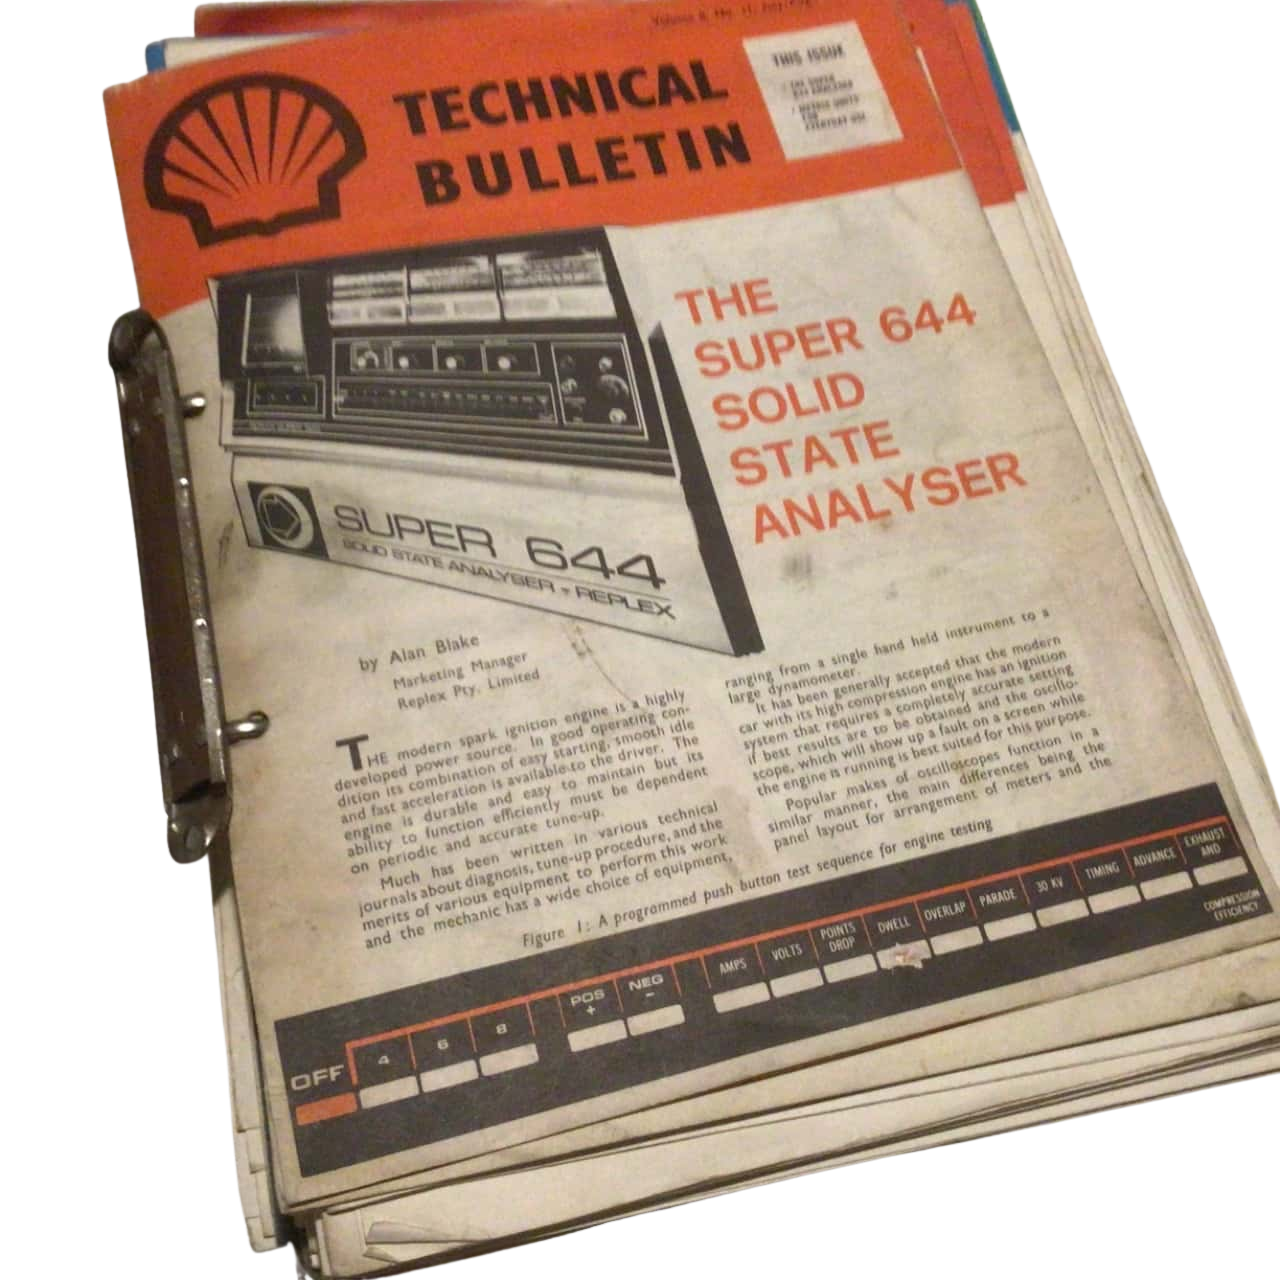 TECHNICAL
BULLETIN
THIS ISSUE
THE SUPER
644 ANALYSER
METRIC UNITS
FOR
EVERYDAY USE
THE
SUPER 644
SOLID
STATE
ANALYSER
SUPER 644
SOLID STATE ANALYSER - REPLEX
by Alan Blake
Marketing Manager
Replex Pty. Limited
THE modern spark ignition engine is a highly
developed power source. In good operating con-
dition its combination of easy starting, smooth idle
and fast acceleration is available to the driver. The
engine is durable and easy to maintain but its
ability to function efficiently must be dependent
on periodic and accurate tune-up.
Much has been written in various technical
journals about diagnosis, tune-up procedure, and the
merits of various equipment to perform this work
and the mechanic has a wide choice of equipment,
ranging from a single hand held instrument to a
large dynamometer.
It has been generally accepted that the modern
car with its high compression engine has an ignition
system that requires a completely accurate setting
if best results are to be obtained and the oscillo-
scope, which will show up a fault on a screen while
the engine is running is best suited for this purpose.
Popular makes of oscilloscopes function in a
similar manner, the main differences being the
panel layout for arrangement of meters and the
Figure 1: A programmed push button test sequence for engine testing
OFF
4
6
8
POS
+
NEG
−
AMPS
VOLTS
POINTS
DROP
DWELL
OVERLAP
PARADE
30 KV
TIMING
ADVANCE
EXHAUST
AND
COMPRESSION
EFFICIENCY